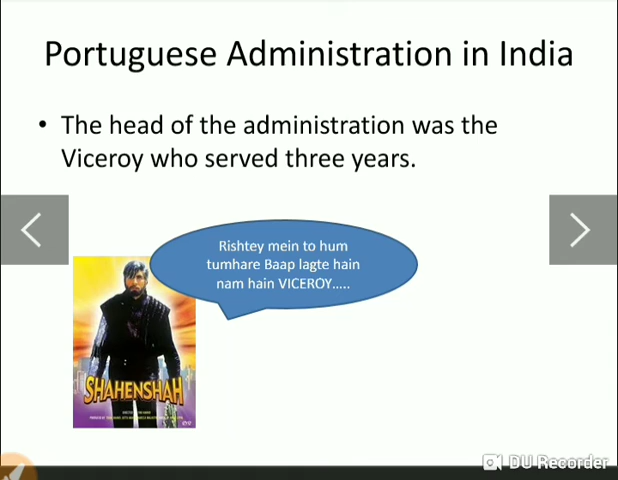 Portuguese Administration in India
• The head of the administration was the
Viceroy who served three years.
Rishtey mein to hum
tumhare Baap lagte hain
nam hain VICEROY.....
SHAHENSHAH
DU Recorder